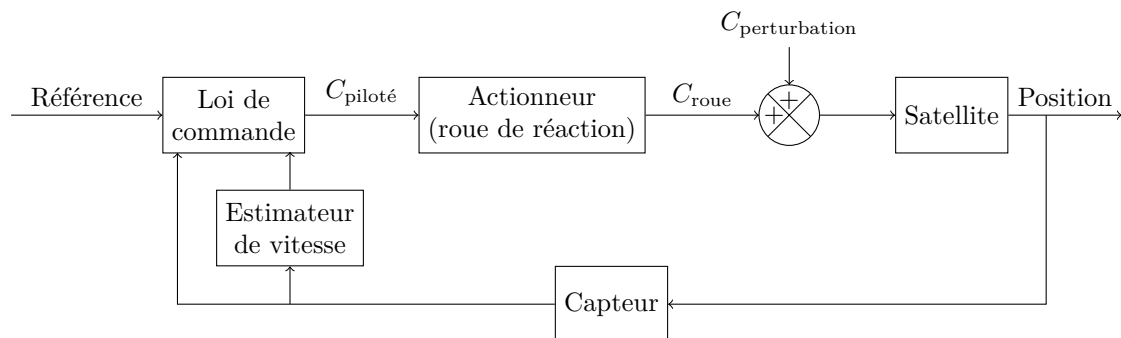 C_perturbation
Référence
Loi de
commande
C_piloté
Actionneur
(roue de réaction)
C_roue
+
+
Satellite
Position
Estimateur
de vitesse
Capteur